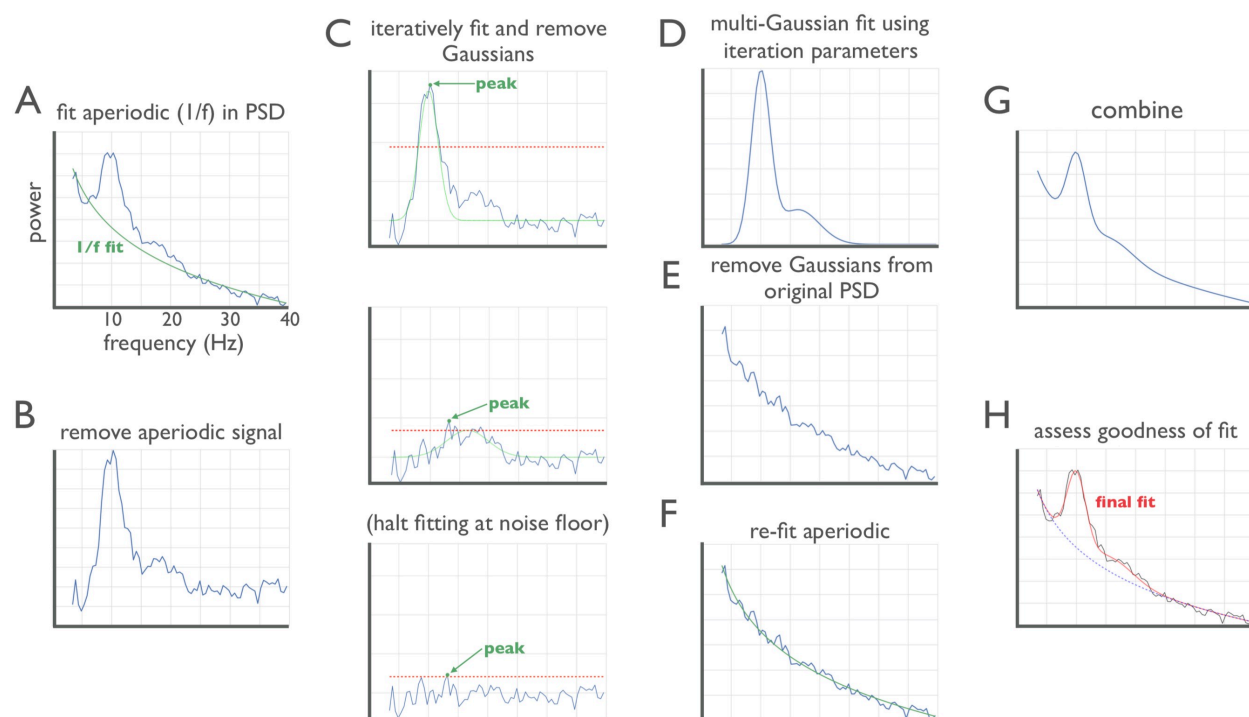 A
fit aperiodic (1/f) in PSD
power
1/f fit
10 20 30 40
frequency (Hz)
B
remove aperiodic signal
C
iteratively fit and remove
Gaussians
peak
peak
(halt fitting at noise floor)
peak
D
multi-Gaussian fit using
iteration parameters
E
remove Gaussians from
original PSD
F
re-fit aperiodic
G
combine
H
assess goodness of fit
final fit